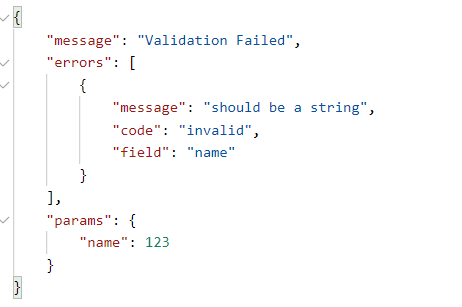 {
    "message": "Validation Failed",
    "errors": [
        {
            "message": "should be a string",
            "code": "invalid",
            "field": "name"
        }
    ],
    "params": {
        "name": 123
    }
}